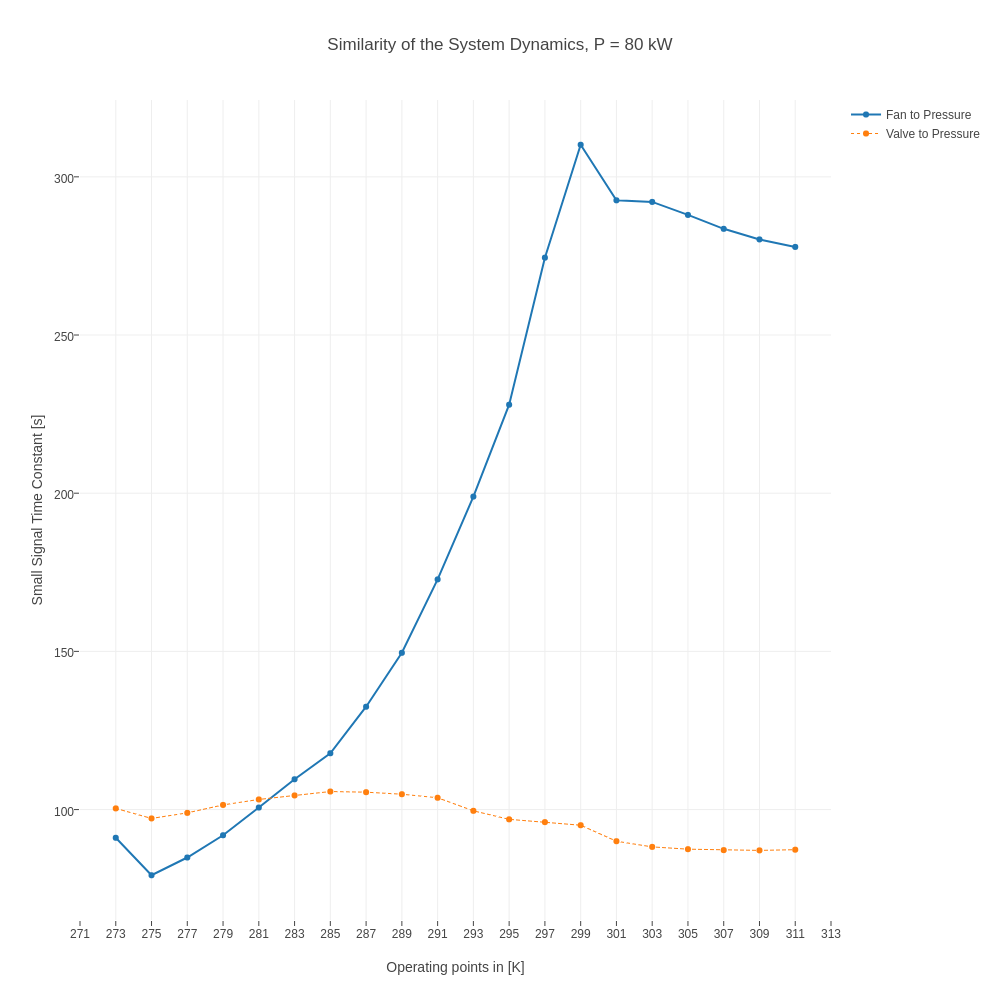 Similarity of the System Dynamics, P = 80 kW
Fan to Pressure
Valve to Pressure
Small Signal Time Constant [s]
300
250
200
150
100
271 273 275 277 279 281 283 285 287 289 291 293 295 297 299 301 303 305 307 309 311 313
Operating points in [K]